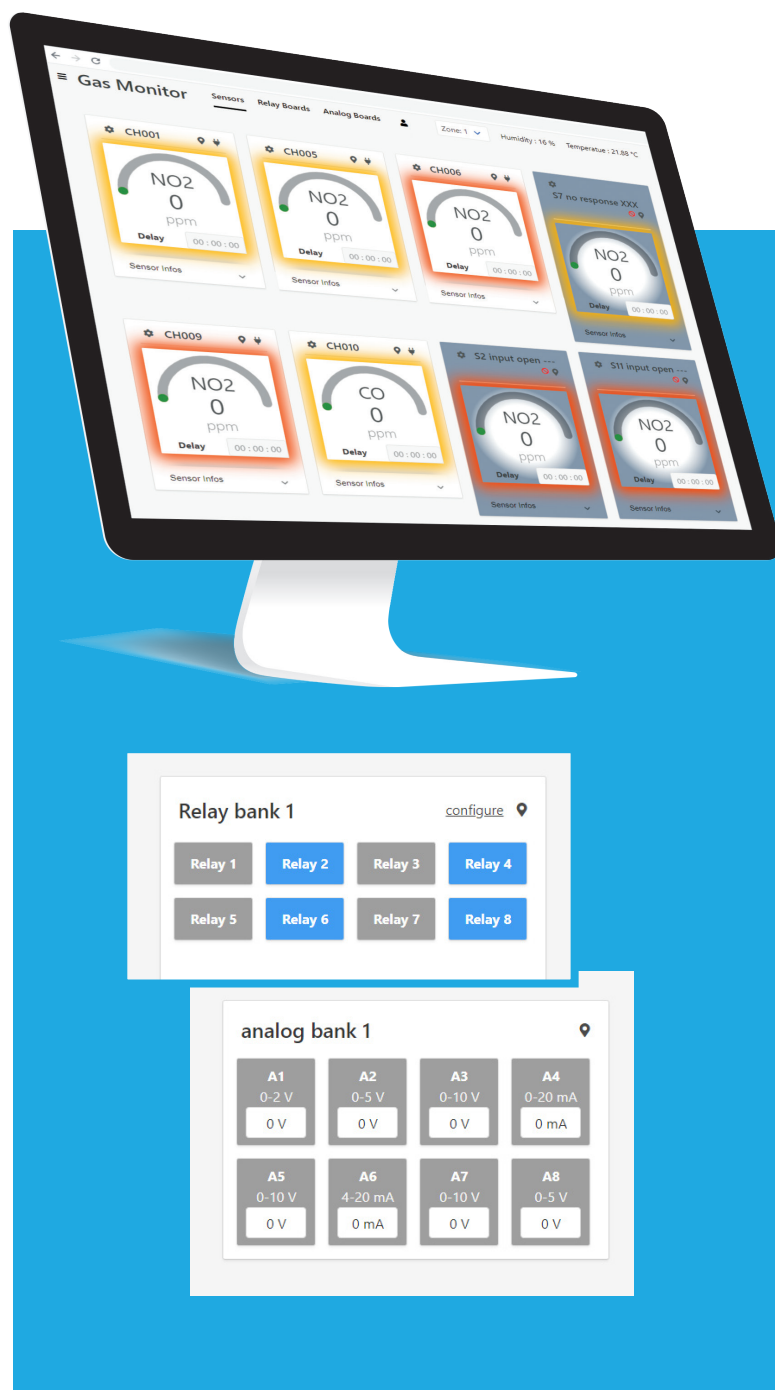 Gas Monitor
Sensors Relay Boards Analog Boards
Zone: 1 Humidity : 16 % Temperatue : 21.88 °C
CH001
NO2
0
ppm
Delay 00 : 00 : 00
Sensor Infos
CH005
NO2
0
ppm
Delay 00 : 00 : 00
Sensor Infos
CH006
NO2
0
ppm
Delay 00 : 00 : 00
Sensor Infos
S7 no response XXX
NO2
0
ppm
Delay 00 : 00 : 00
Sensor Infos
CH009
NO2
0
ppm
Delay 00 : 00 : 00
Sensor Infos
CH010
CO
0
ppm
Delay 00 : 00 : 00
Sensor Infos
S2 input open ---
NO2
0
ppm
Delay 00 : 00 : 00
Sensor Infos
S11 input open ---
NO2
0
ppm
Delay 00 : 00 : 00
Sensor Infos
Relay bank 1 configure
Relay 1 Relay 2 Relay 3 Relay 4
Relay 5 Relay 6 Relay 7 Relay 8
analog bank 1
A1 A2 A3 A4
0-2 V 0-5 V 0-10 V 0-20 mA
0 V 0 V 0 V 0 mA
A5 A6 A7 A8
0-10 V 4-20 mA 0-10 V 0-5 V
0 V 0 mA 0 V 0 V